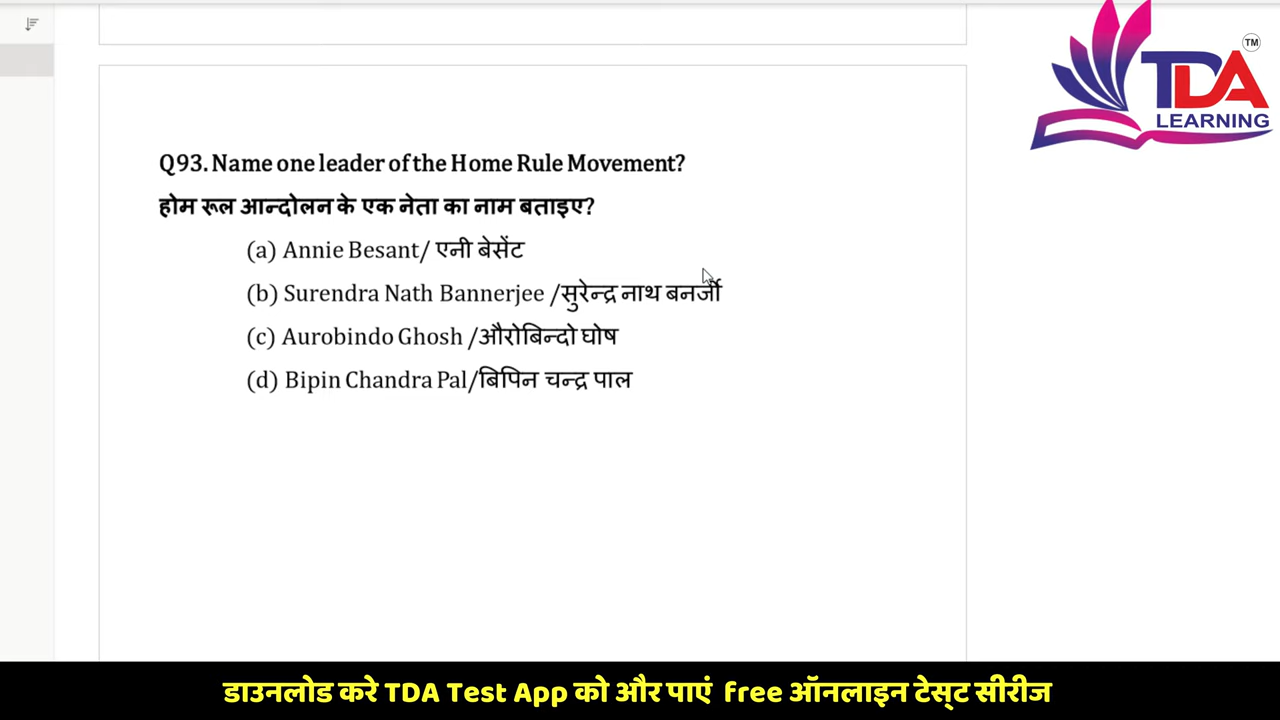 TDA
TM
LEARNING
Q93. Name one leader of the Home Rule Movement?
होम रूल आन्दोलन के एक नेता का नाम बताइए?
(a) Annie Besant/ एनी बेसेंट
(b) Surendra Nath Bannerjee /सुरेन्द्र नाथ बनर्जी
(c) Aurobindo Ghosh /औरोबिन्दो घोष
(d) Bipin Chandra Pal/बिपिन चन्द्र पाल
डाउनलोड करे TDA Test App को और पाएं free ऑनलाइन टेस्ट सीरीज